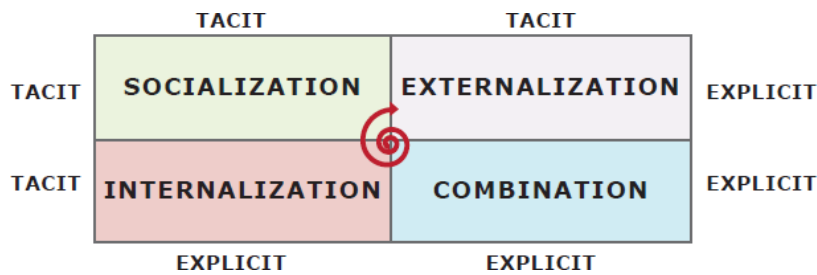 TACIT TACIT
TACIT SOCIALIZATION EXTERNALIZATION EXPLICIT
TACIT INTERNALIZATION COMBINATION EXPLICIT
EXPLICIT EXPLICIT